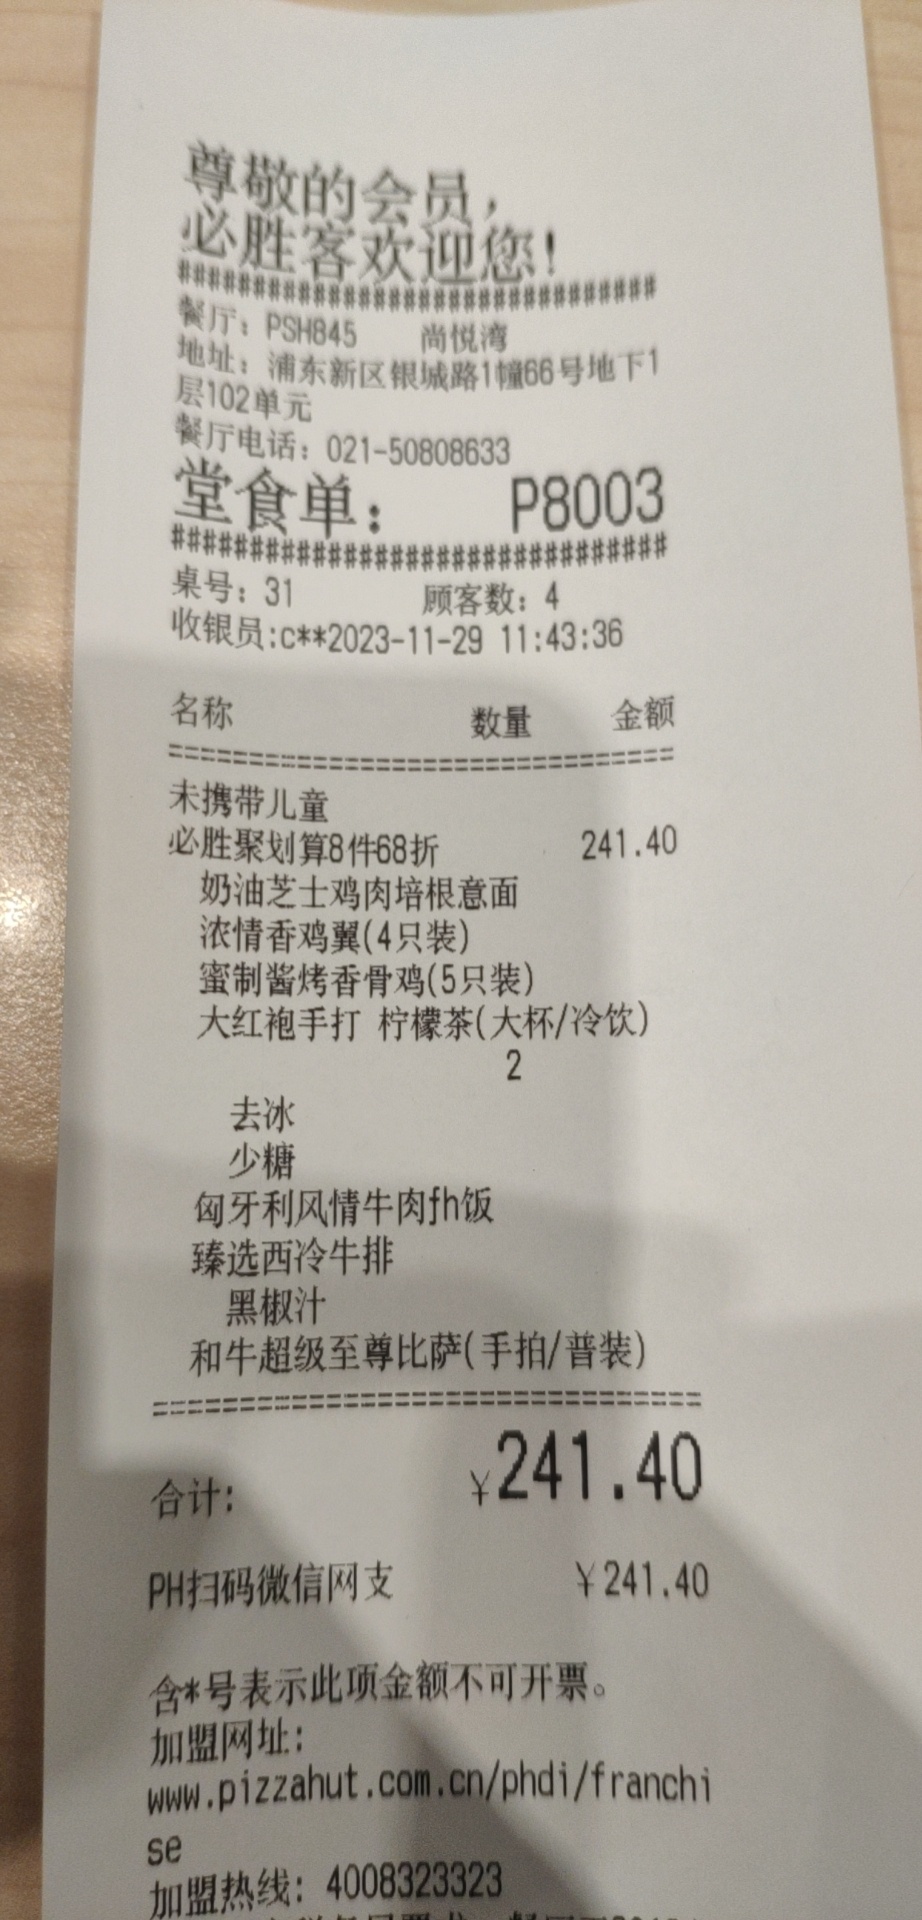 尊敬的会员，
必胜客欢迎您!
################################
餐厅: PSH845 尚悦湾
地址: 浦东新区银城路1幢66号地下1
层102单元
餐厅电话: 021-50808633
堂食单: P8003
################################
桌号: 31 顾客数: 4
收银员:c**2023-11-29 11:43:36
名称 数量 金额
================================
未携带儿童
必胜聚划算8件68折 241.40
奶油芝士鸡肉培根意面
浓情香鸡翼(4只装)
蜜制酱烤香骨鸡(5只装)
大红袍手打 柠檬茶(大杯/冷饮)
2
去冰
少糖
匈牙利风情牛肉fh饭
臻选西冷牛排
黑椒汁
和牛超级至尊比萨(手拍/普装)
================================
合计: ¥241.40
PH扫码微信网支 ¥241.40
含*号表示此项金额不可开票。
加盟网址:
www.pizzahut.com.cn/phdi/franchi
se
加盟热线: 4008323323